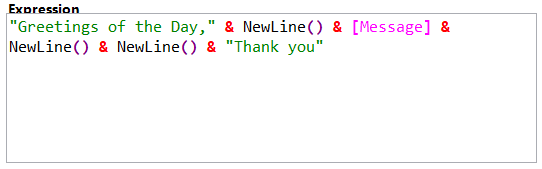 Expression
"Greetings of the Day," & NewLine() & [Message] &
NewLine() & NewLine() & "Thank you"